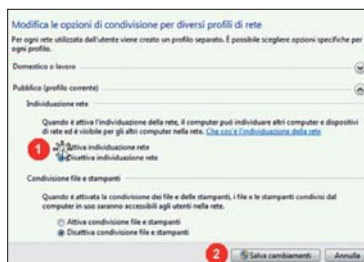 Modifica le opzioni di condivisione per diversi profili di rete
Per ogni rete utilizzata dall'utente viene creato un profilo separato. È possibile scegliere opzioni specifiche per
ogni profilo.
Domestico o lavoro
Pubblico (profilo corrente)
Individuazione rete
Quando è attiva l'individuazione della rete, il computer può individuare altri computer e dispositivi
di rete ed è visibile per gli altri computer nella rete. Che cos'è l'individuazione della rete
1 Attiva individuazione rete
Disattiva individuazione rete
Condivisione file e stampanti
Quando è attivata la condivisione dei file e delle stampanti, i file e le stampanti condivisi dal
computer in uso saranno accessibili agli utenti nella rete.
Attiva condivisione file e stampanti
Disattiva condivisione file e stampanti
2 Salva cambiamenti Annulla